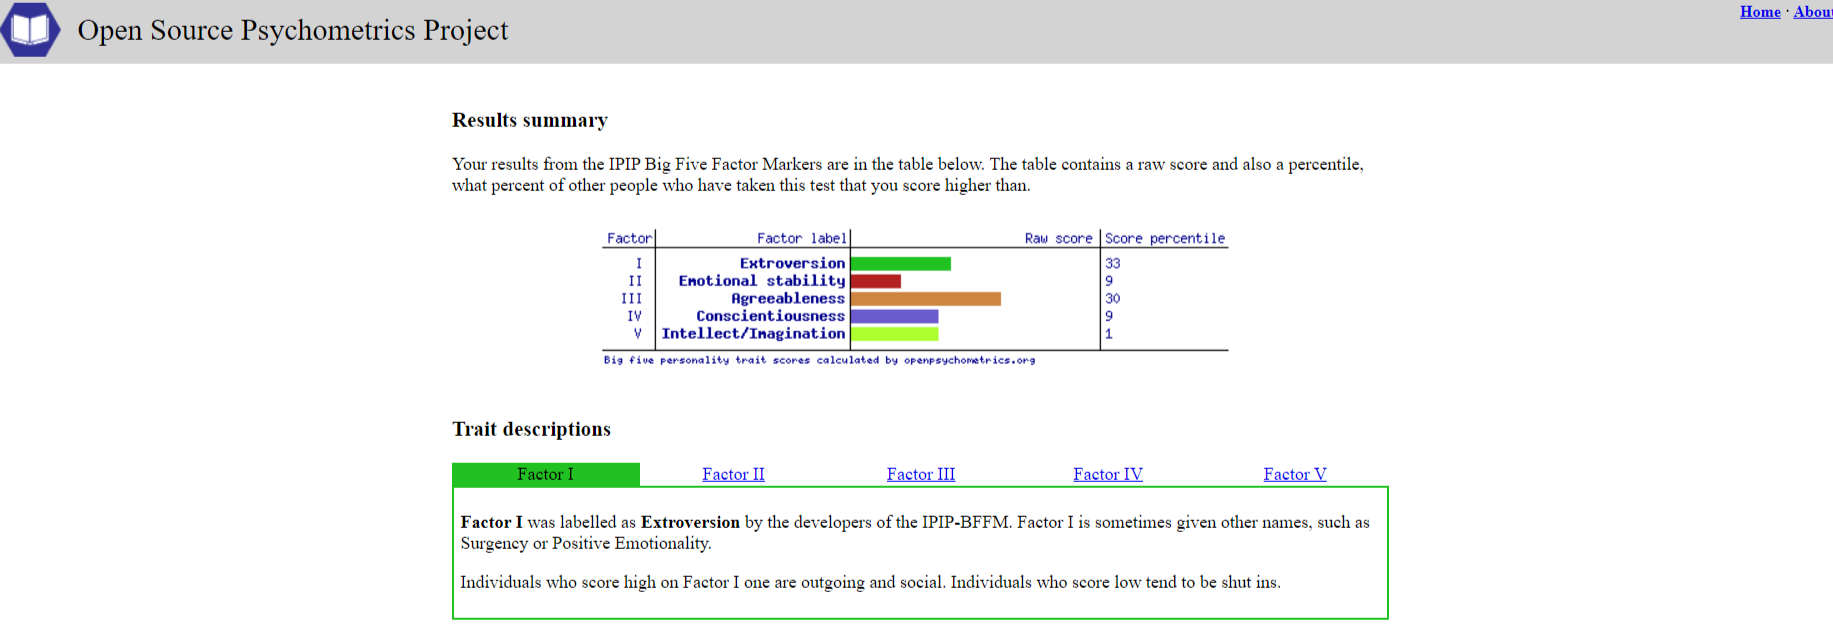 Open Source Psychometrics Project
Home · Abou
Results summary
Your results from the IPIP Big Five Factor Markers are in the table below. The table contains a raw score and also a percentile,
what percent of other people who have taken this test that you score higher than.
Factor Factor label Raw score Score percentile
I Extroversion 33
II Emotional stability 9
III Agreeableness 30
IV Conscientiousness 9
V Intellect/Imagination 1
Big five personality trait scores calculated by openpsychometrics.org
Trait descriptions
Factor I Factor II Factor III Factor IV Factor V
Factor I was labelled as Extroversion by the developers of the IPIP-BFFM. Factor I is sometimes given other names, such as
Surgency or Positive Emotionality.
Individuals who score high on Factor I one are outgoing and social. Individuals who score low tend to be shut ins.